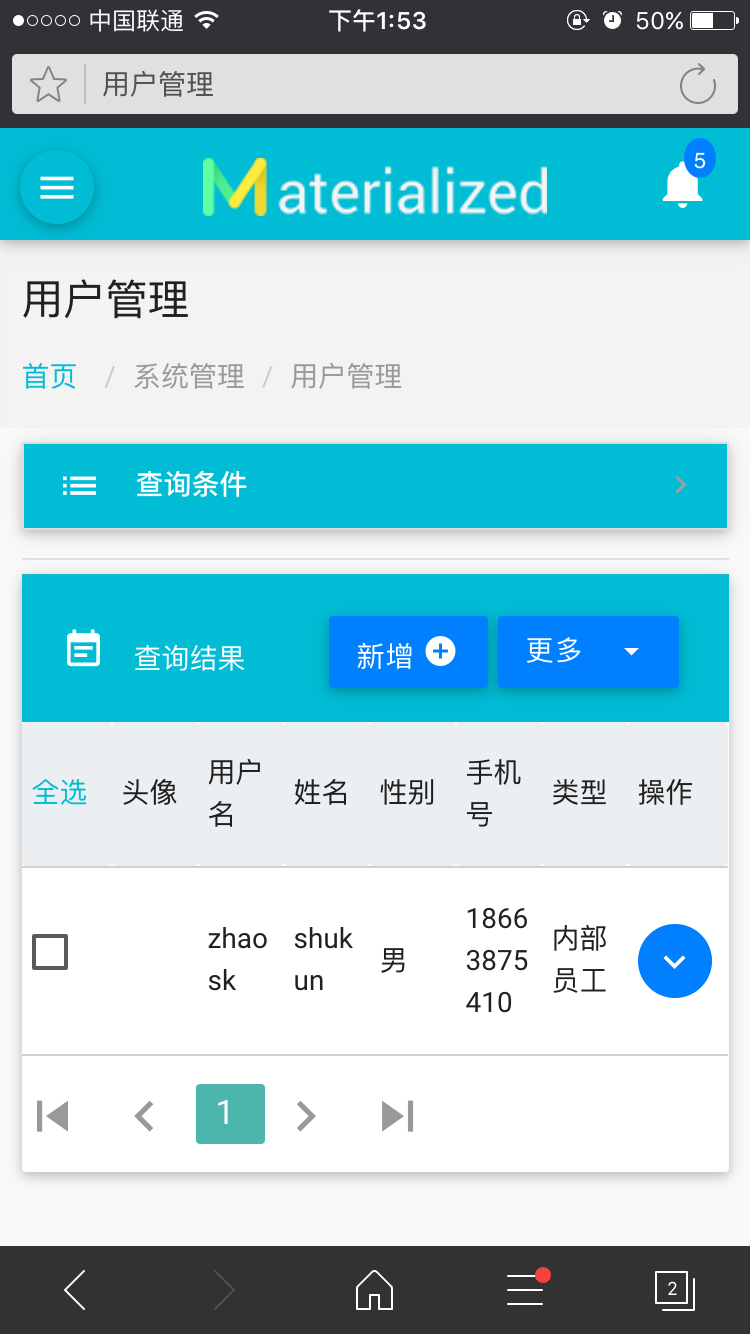 中国联通 下午1:53 50%
用户管理
Materialized 5
用户管理
首页 / 系统管理 / 用户管理
查询条件
查询结果 新增 更多
全选 头像 用户名 姓名 性别 手机号 类型 操作
zhaosk shukun 男 18663875410 内部员工
1
2